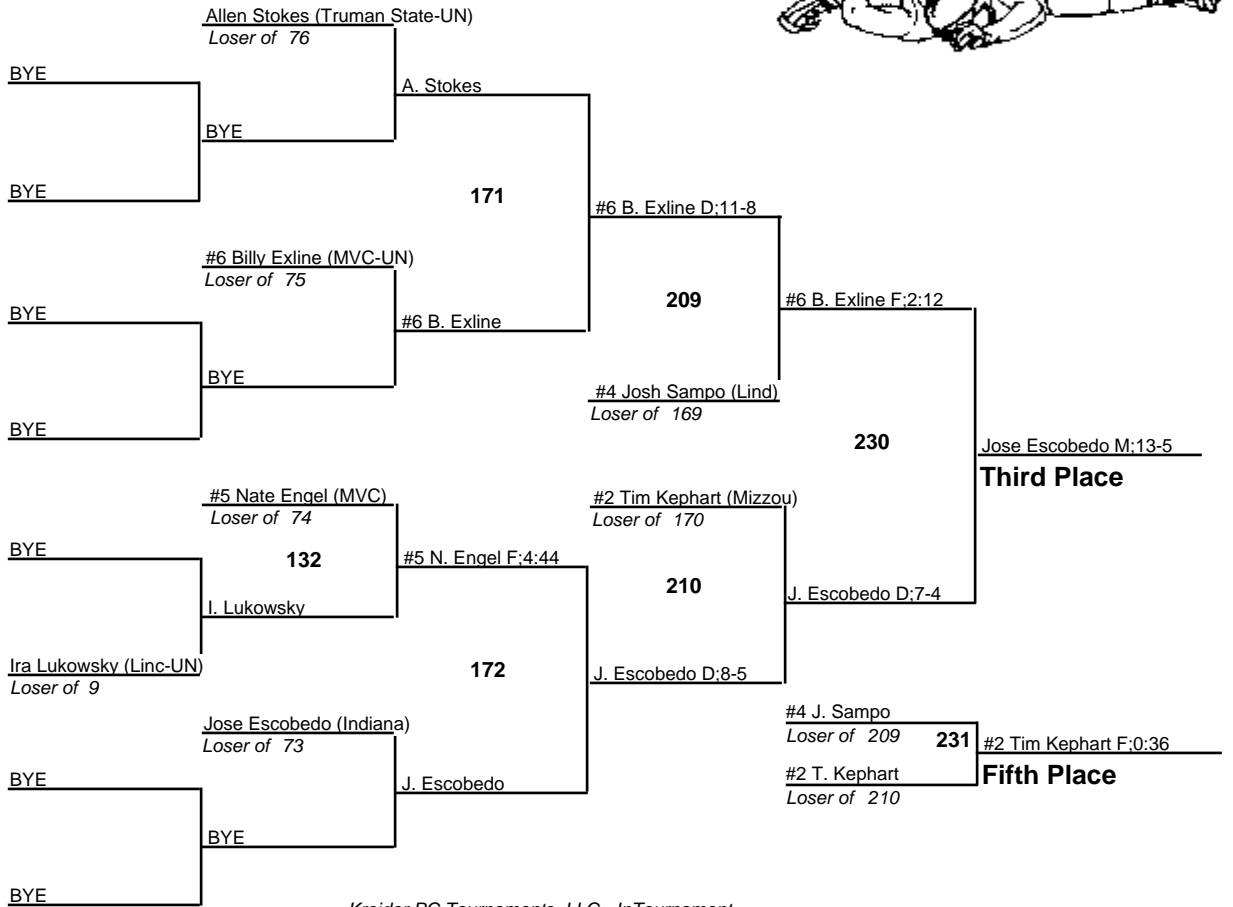 Allen Stokes (Truman State-UN)
Loser of 76
BYE
A. Stokes
BYE
BYE
171
#6 B. Exline D;11-8
#6 Billy Exline (MVC-UN)
Loser of 75
209
#6 B. Exline F;2:12
BYE
#6 B. Exline
BYE
#4 Josh Sampo (Lind)
Loser of 169
BYE
230
Jose Escobedo M;13-5
Third Place
#5 Nate Engel (MVC)
Loser of 74
#2 Tim Kephart (Mizzou)
Loser of 170
BYE
132
#5 N. Engel F;4:44
210
J. Escobedo D;7-4
I. Lukowsky
Ira Lukowsky (Linc-UN)
Loser of 9
172
J. Escobedo D;8-5
Jose Escobedo (Indiana)
Loser of 73
#4 J. Sampo
Loser of 209
231
#2 Tim Kephart F;0:36
Fifth Place
BYE
J. Escobedo
#2 T. Kephart
Loser of 210
BYE
BYE